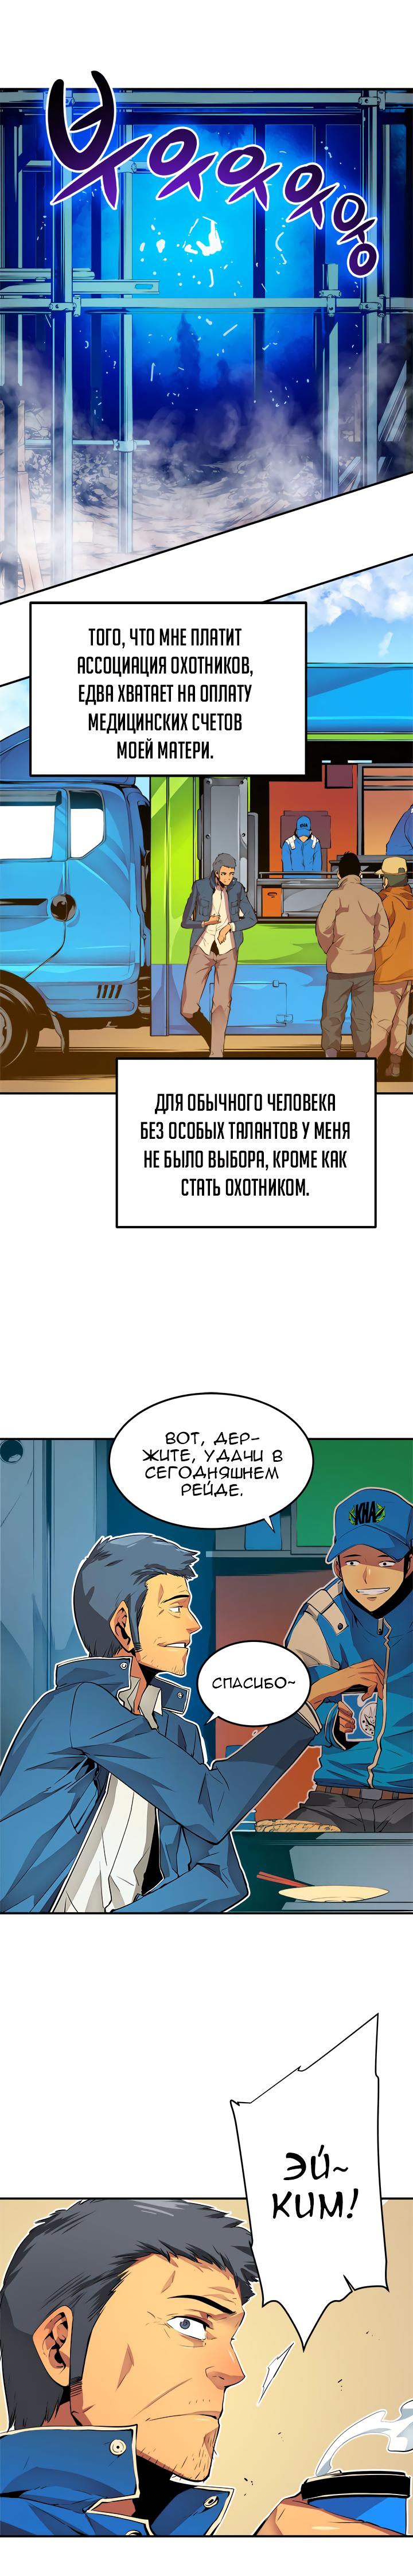 ТОГО, ЧТО МНЕ ПЛАТИТ
АССОЦИАЦИЯ ОХОТНИКОВ,
ЕДВА ХВАТАЕТ НА ОПЛАТУ
МЕДИЦИНСКИХ СЧЕТОВ
МОЕЙ МАТЕРИ.
ДЛЯ ОБЫЧНОГО ЧЕЛОВЕКА
БЕЗ ОСОБЫХ ТАЛАНТОВ У МЕНЯ
НЕ БЫЛО ВЫБОРА, КРОМЕ КАК
СТАТЬ ОХОТНИКОМ.
ВОТ, ДЕР-
ЖИТЕ, УДАЧИ В
СЕГОДНЯШНЕМ
РЕЙДЕ.
KHA
СПАСИБО~
ЭЙ~
КИМ!